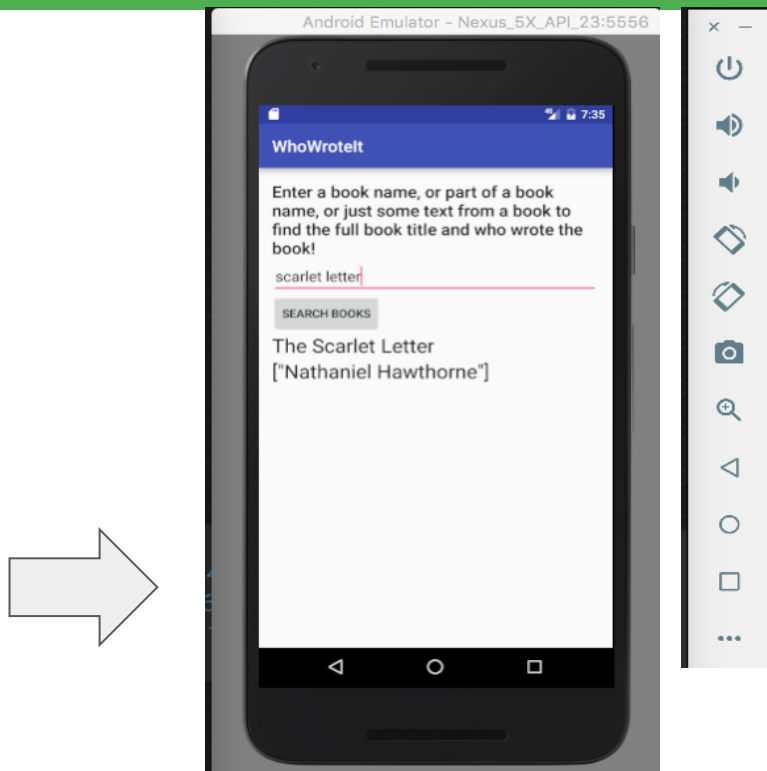 Android Emulator - Nexus_5X_API_23:5556
7:35
WhoWroteIt
Enter a book name, or part of a book
name, or just some text from a book to
find the full book title and who wrote the
book!
scarlet letter
SEARCH BOOKS
The Scarlet Letter
["Nathaniel Hawthorne"]